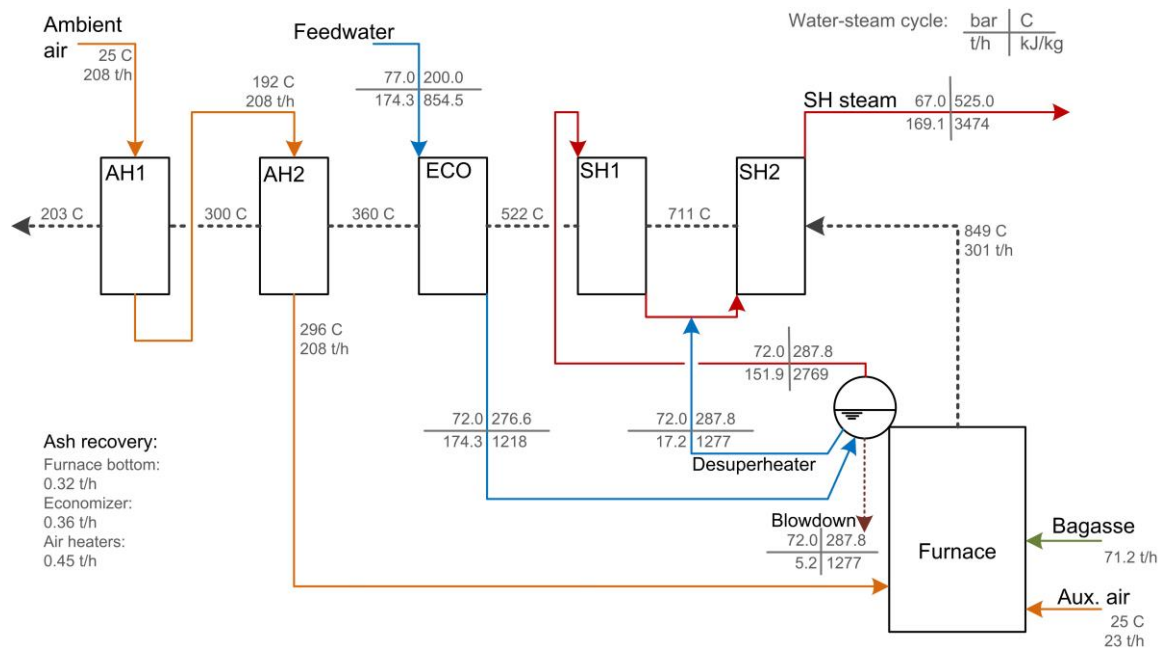 Ambient
air
25 C
208 t/h
192 C
208 t/h
Feedwater
77.0 200.0
174.3 854.5
Water-steam cycle: bar C
t/h kJ/kg
SH steam 67.0 525.0
169.1 3474
AH1
AH2
ECO
SH1
SH2
203 C
300 C
360 C
522 C
711 C
849 C
301 t/h
296 C
208 t/h
72.0 287.8
151.9 2769
72.0 276.6
174.3 1218
72.0 287.8
17.2 1277
Desuperheater
Ash recovery:
Furnace bottom:
0.32 t/h
Economizer:
0.36 t/h
Air heaters:
0.45 t/h
Blowdown
72.0 287.8
5.2 1277
Furnace
Bagasse
71.2 t/h
Aux. air
25 C
23 t/h